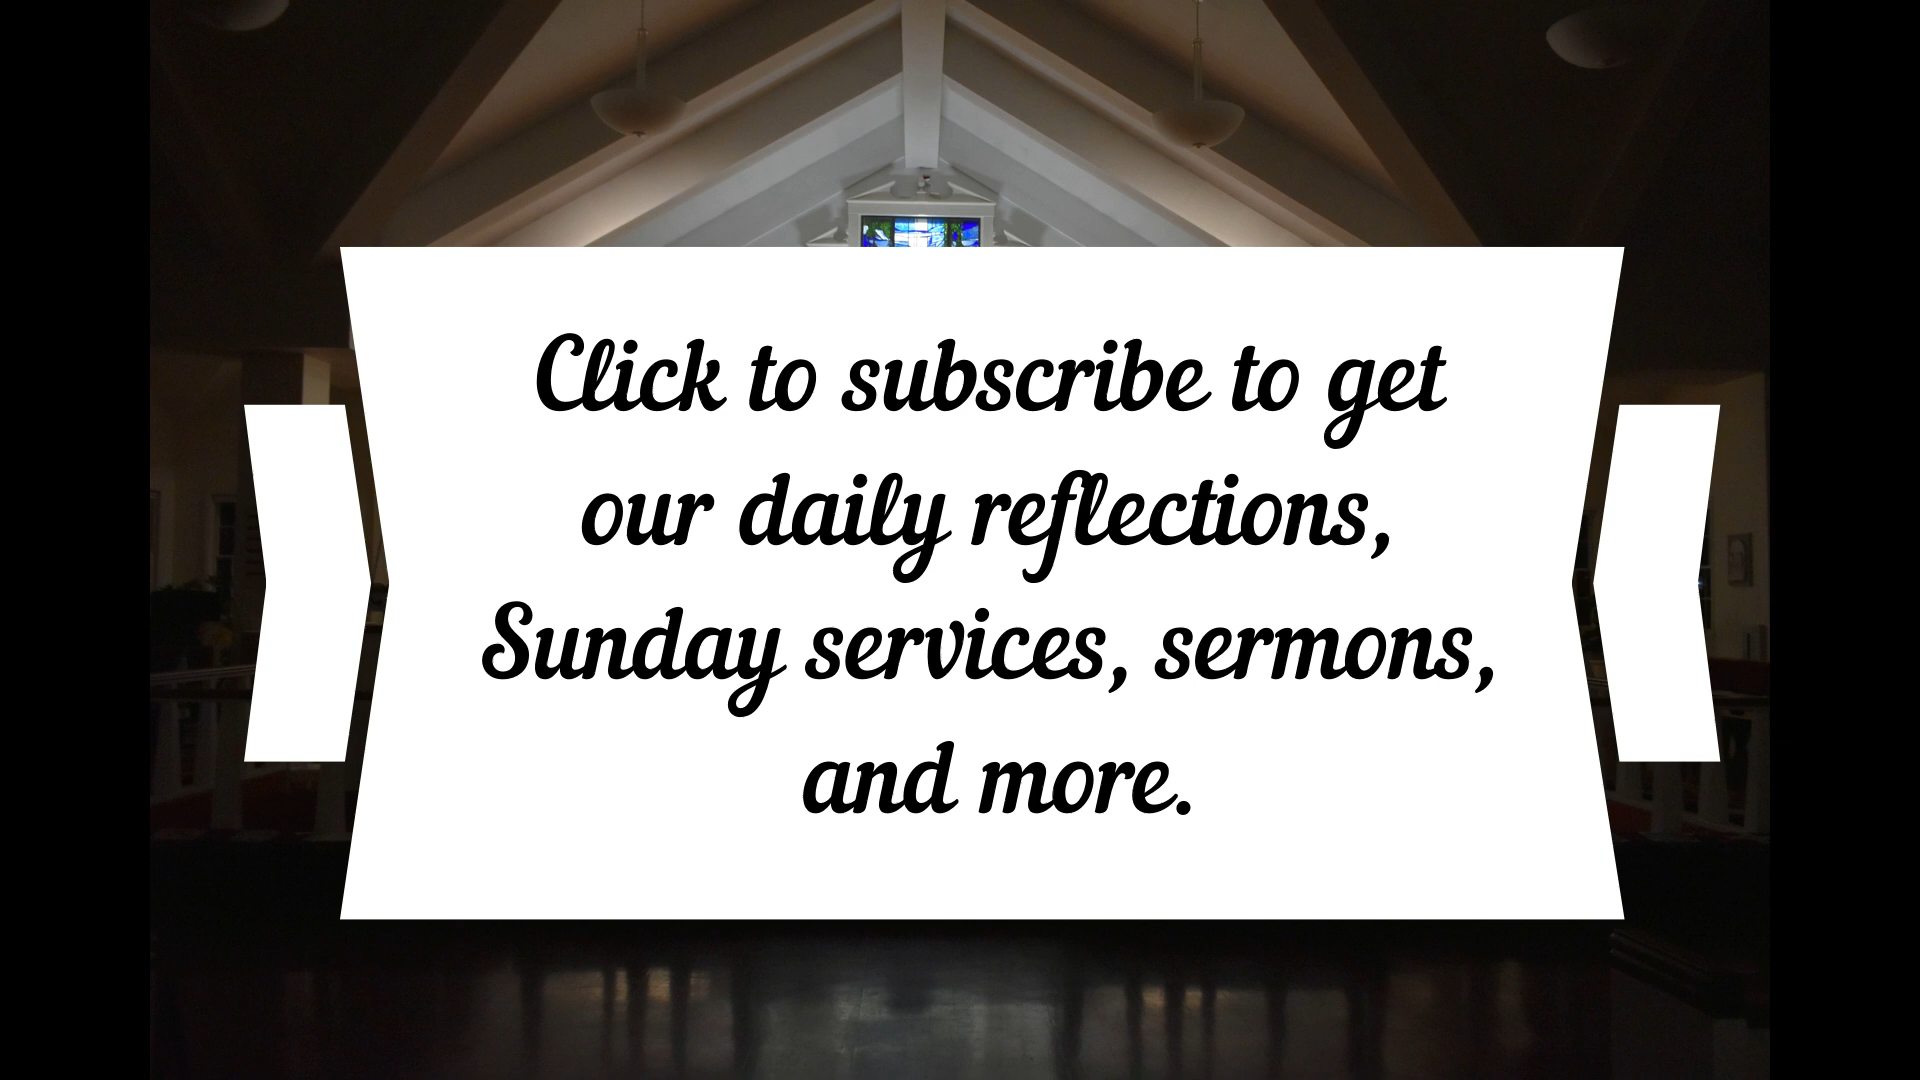 Click to subscribe to get
our daily reflections,
Sunday services, sermons,
and more.